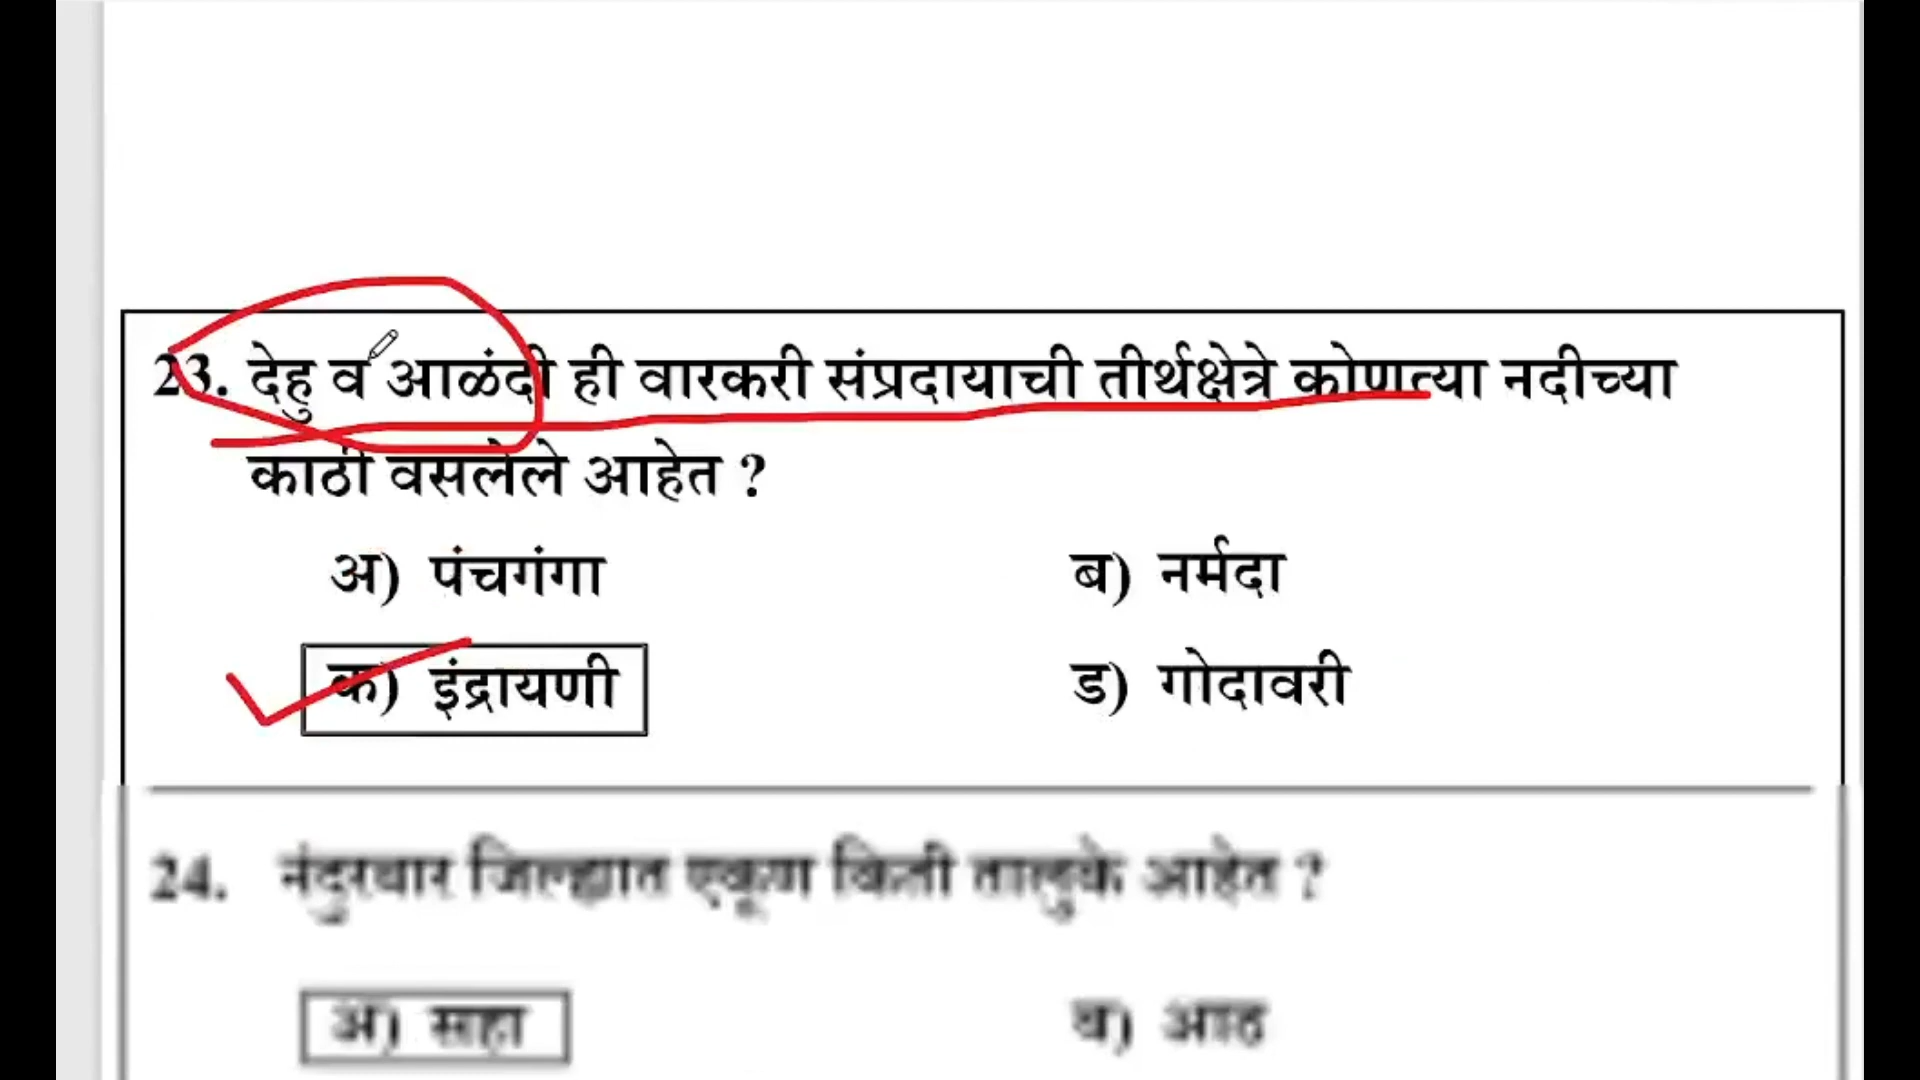 23. देहु व आळंदी ही वारकरी संप्रदायाची तीर्थक्षेत्रे कोणत्या नदीच्या
काठी वसलेले आहेत ?
अ) पंचगंगा ब) नर्मदा
क) इंद्रायणी ड) गोदावरी
24. नंदुरबार जिल्ह्यात एकूण किती तालुके आहेत ?
अ) सहा ब) आठ